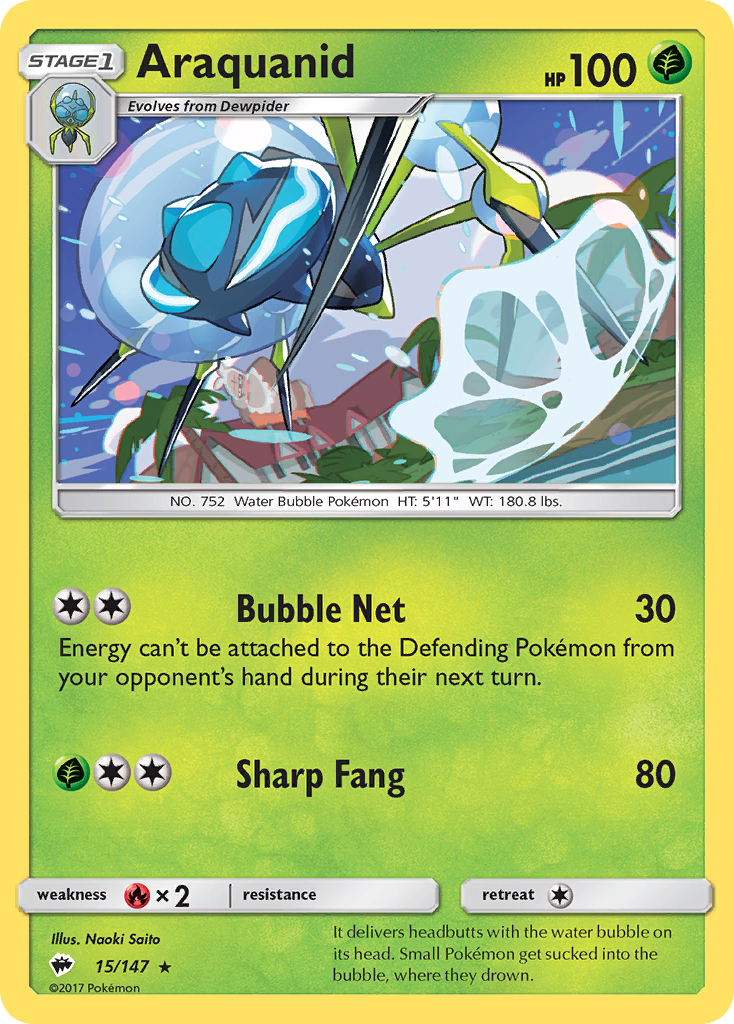 STAGE1
Araquanid
HP 100
Evolves from Dewpider
NO. 752 Water Bubble Pokémon HT: 5'11" WT: 180.8 lbs.
Bubble Net 30
Energy can't be attached to the Defending Pokémon from
your opponent's hand during their next turn.
Sharp Fang 80
weakness ×2 resistance retreat
Illus. Naoki Saito
15/147 ★
©2017 Pokémon
It delivers headbutts with the water bubble on
its head. Small Pokémon get sucked into the
bubble, where they drown.